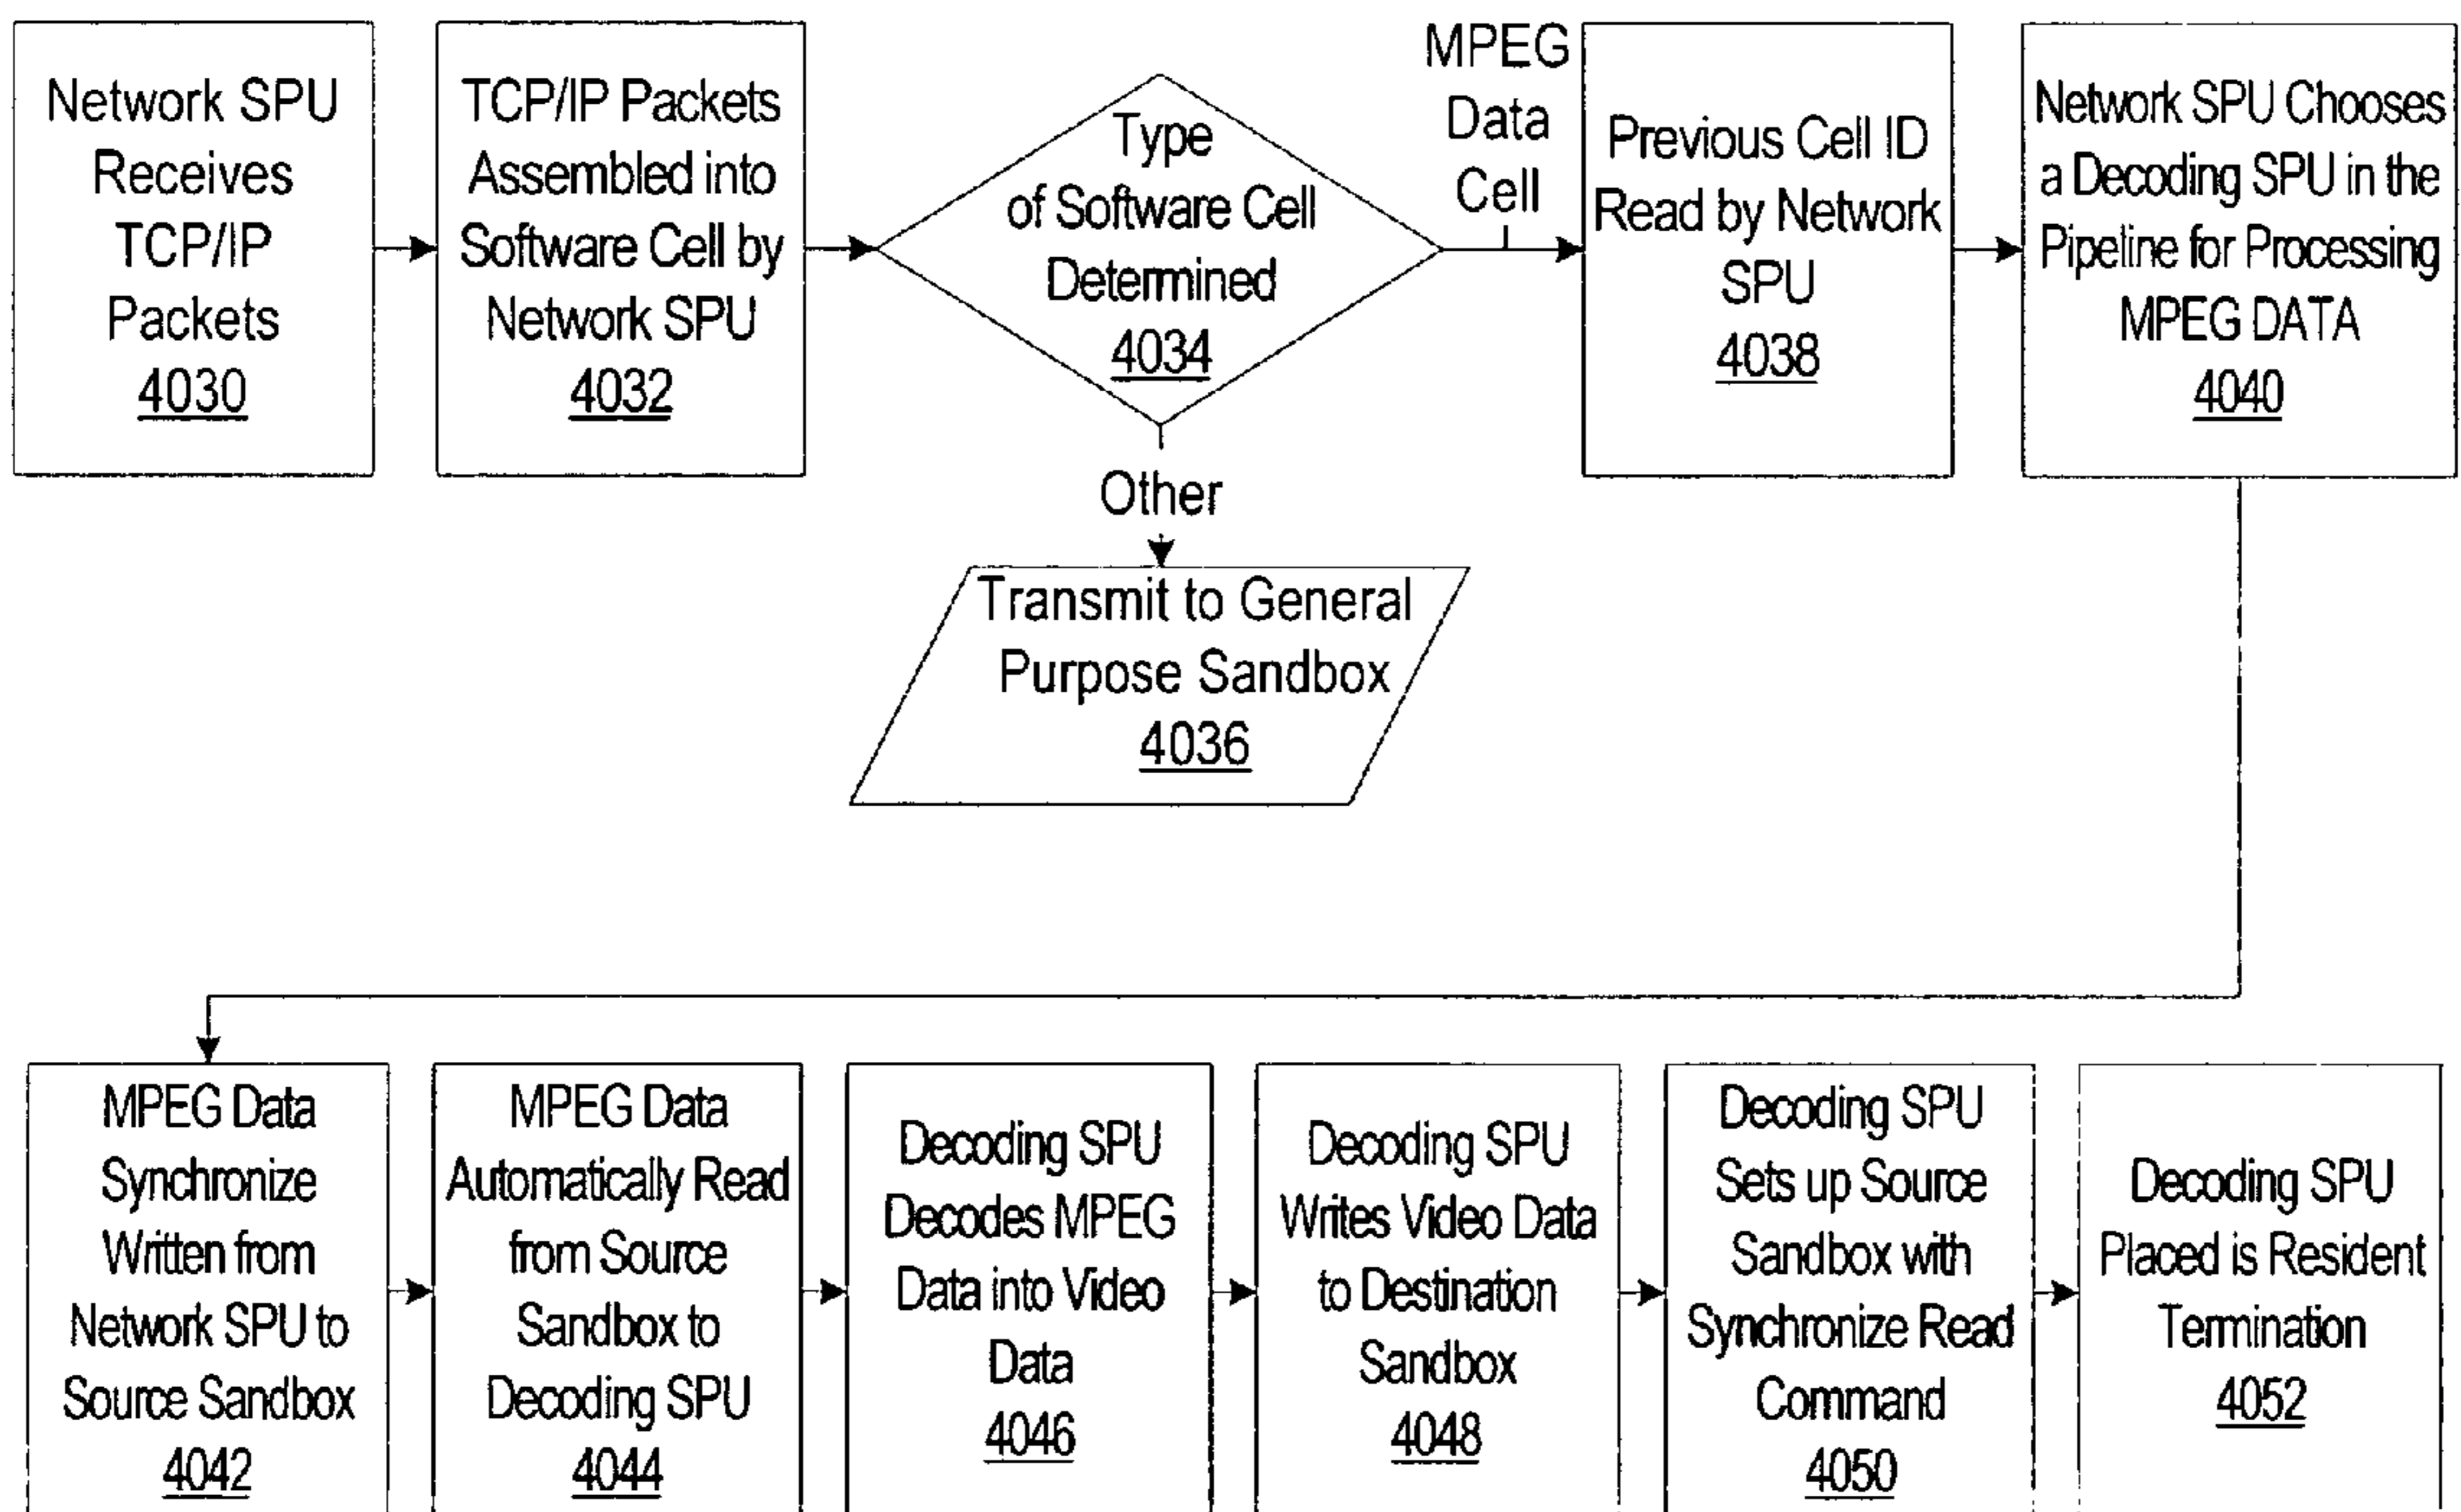 Network SPU
Receives
TCP/IP
Packets
4030
TCP/IP Packets
Assembled into
Software Cell by
Network SPU
4032
Type
of Software Cell
Determined
4034
MPEG
Data
Cell
Previous Cell ID
Read by Network
SPU
4038
Network SPU Chooses
a Decoding SPU in the
Pipeline for Processing
MPEG DATA
4040
Other
Transmit to General
Purpose Sandbox
4036
MPEG Data
Synchronize
Written from
Network SPU to
Source Sandbox
4042
MPEG Data
Automatically Read
from Source
Sandbox to
Decoding SPU
4044
Decoding SPU
Decodes MPEG
Data into Video
Data
4046
Decoding SPU
Writes Video Data
to Destination
Sandbox
4048
Decoding SPU
Sets up Source
Sandbox with
Synchronize Read
Command
4050
Decoding SPU
Placed is Resident
Termination
4052